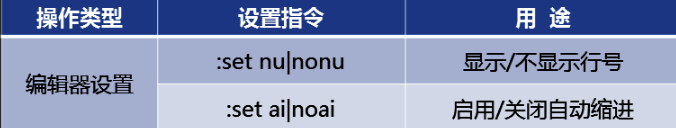 操作类型 设置指令 用 途
编辑器设置 :set nu|nonu 显示/不显示行号
:set ai|noai 启用/关闭自动缩进